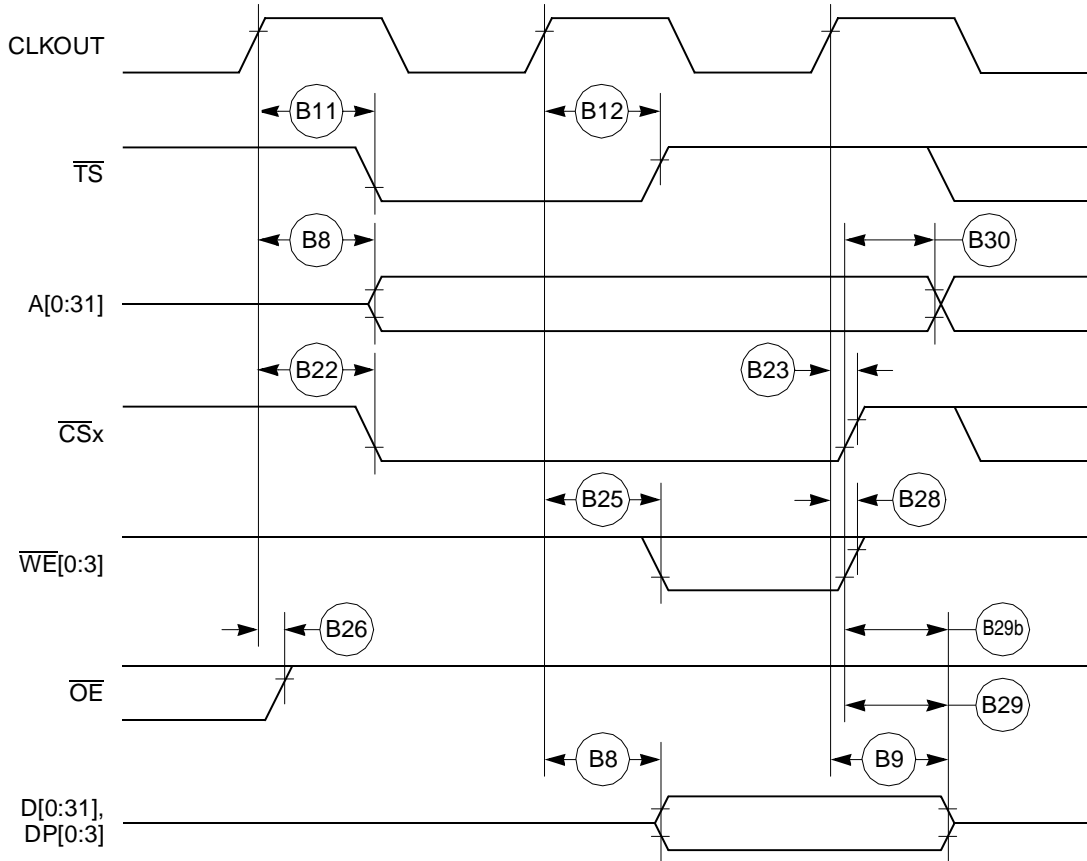 CLKOUT
B11
B12
TS
B8
B30
A[0:31]
B22
B23
CSx
B25
B28
WE[0:3]
B26
B29b
OE
B29
B8
B9
D[0:31],
DP[0:3]